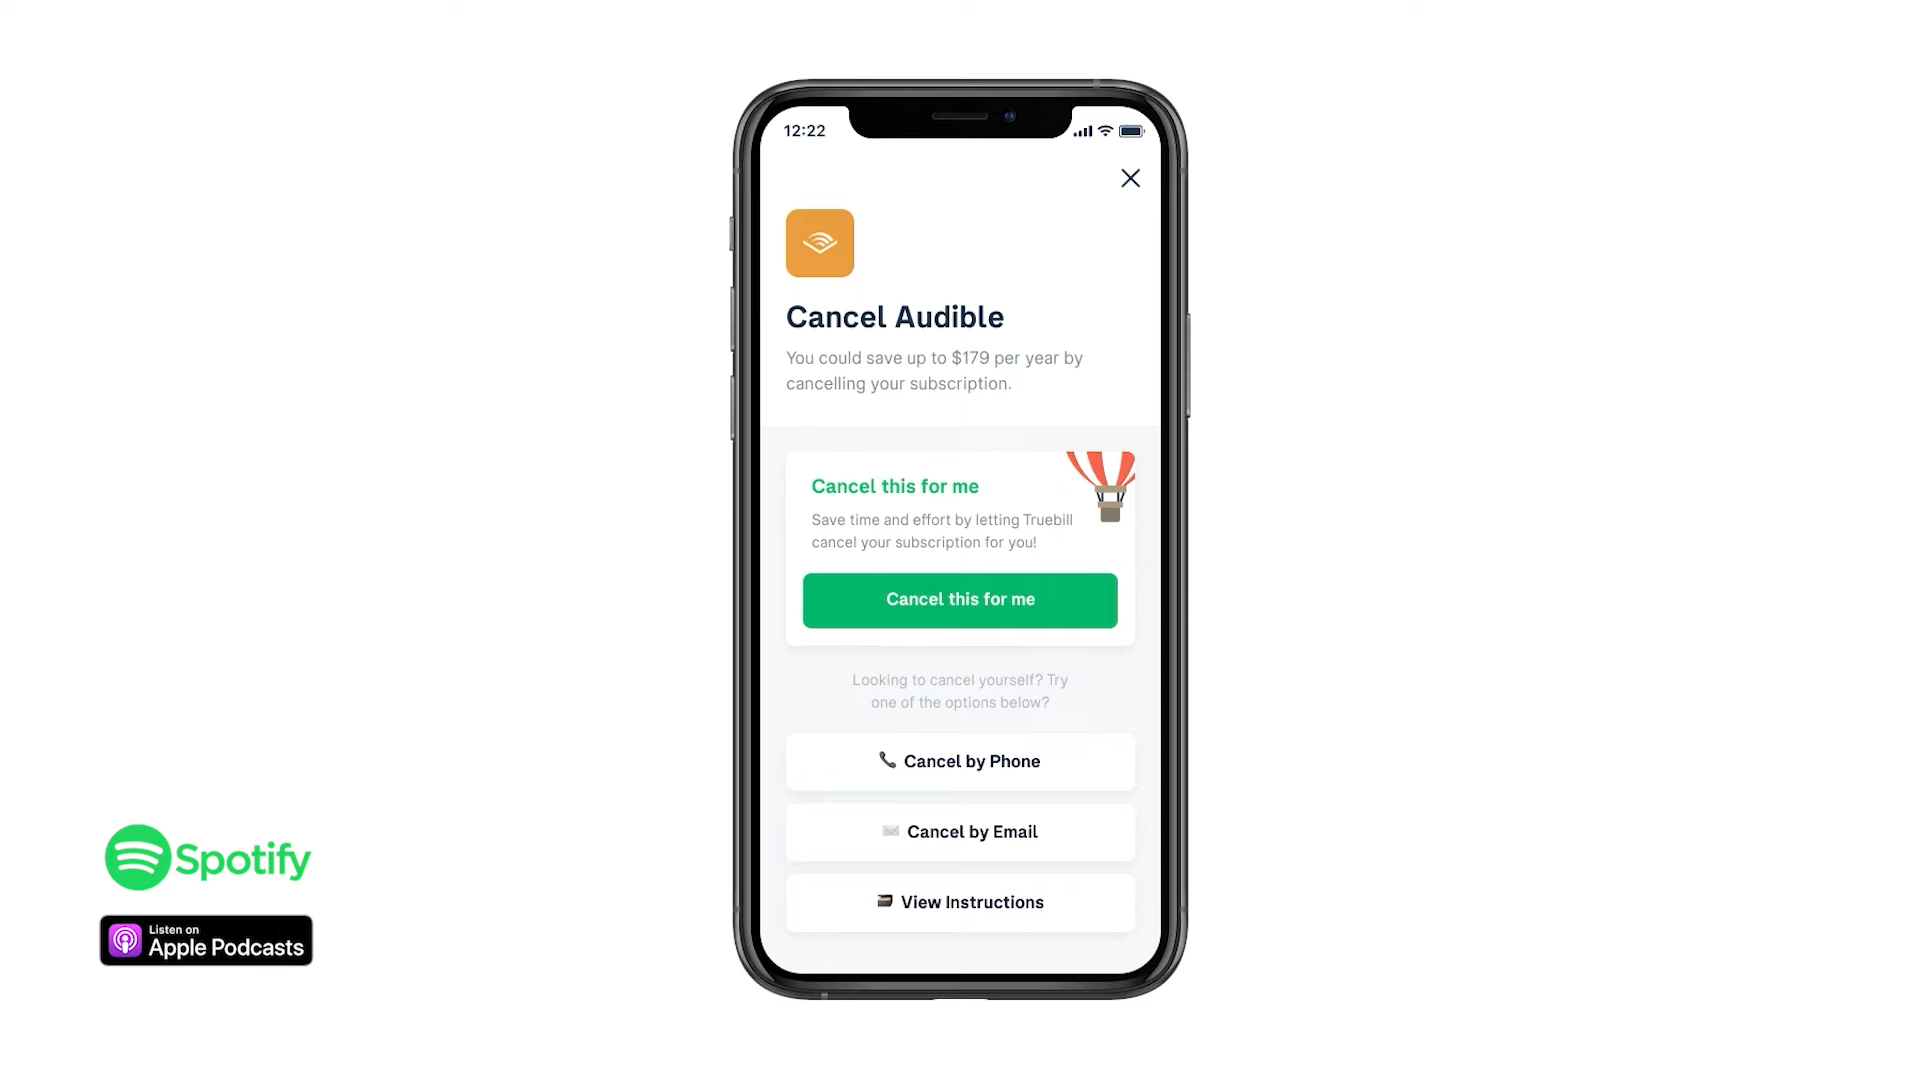 12:22
Cancel Audible
You could save up to $179 per year by
cancelling your subscription.
Cancel this for me
Save time and effort by letting Truebill
cancel your subscription for you!
Cancel this for me
Looking to cancel yourself? Try
one of the options below?
Cancel by Phone
Cancel by Email
View Instructions
Spotify
Listen on
Apple Podcasts